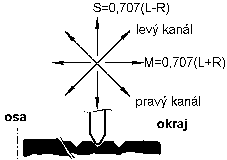 S=0,707(L-R)
levý kanál
M=0,707(L+R)
pravý kanál
osa
okraj